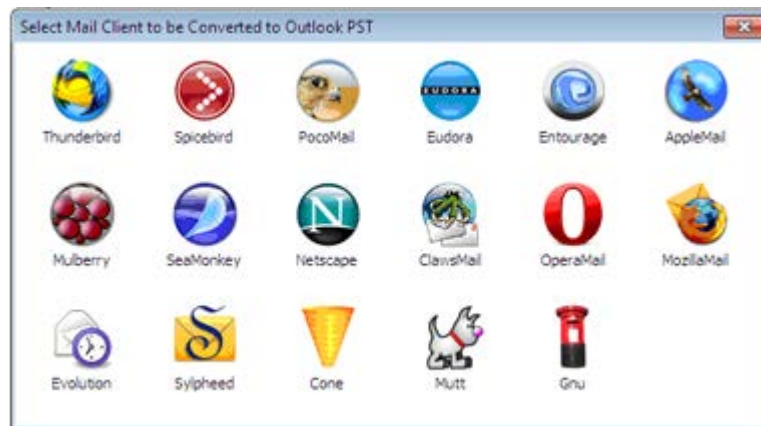 Select Mail Client to be Converted to Outlook PST
EUDORA
N
Thunderbird Spicebird PocoMail Eudora Entourage AppleMail
Mulberry SeaMonkey Netscape ClawsMail OperaMail MozillaMail
Evolution Sylpheed Cone Mutt Gnu